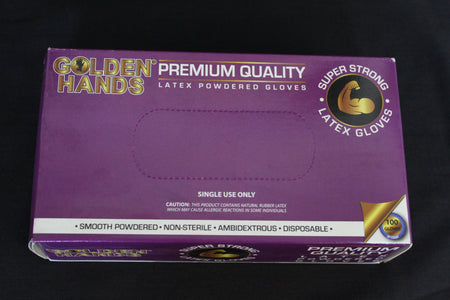 GOLDEN®
HANDS
PREMIUM QUALITY
LATEX POWDERED GLOVES
SUPER STRONG
LATEX GLOVES
SINGLE USE ONLY
CAUTION: THIS PRODUCT CONTAINS NATURAL RUBBER LATEX
WHICH MAY CAUSE ALLERGIC REACTIONS IN SOME INDIVIDUALS
100
• SMOOTH POWDERED • NON-STERILE • AMBIDEXTROUS • DISPOSABLE •
GOLDEN
HANDS
SUPER STRONG
PREMIUM
QUALITY